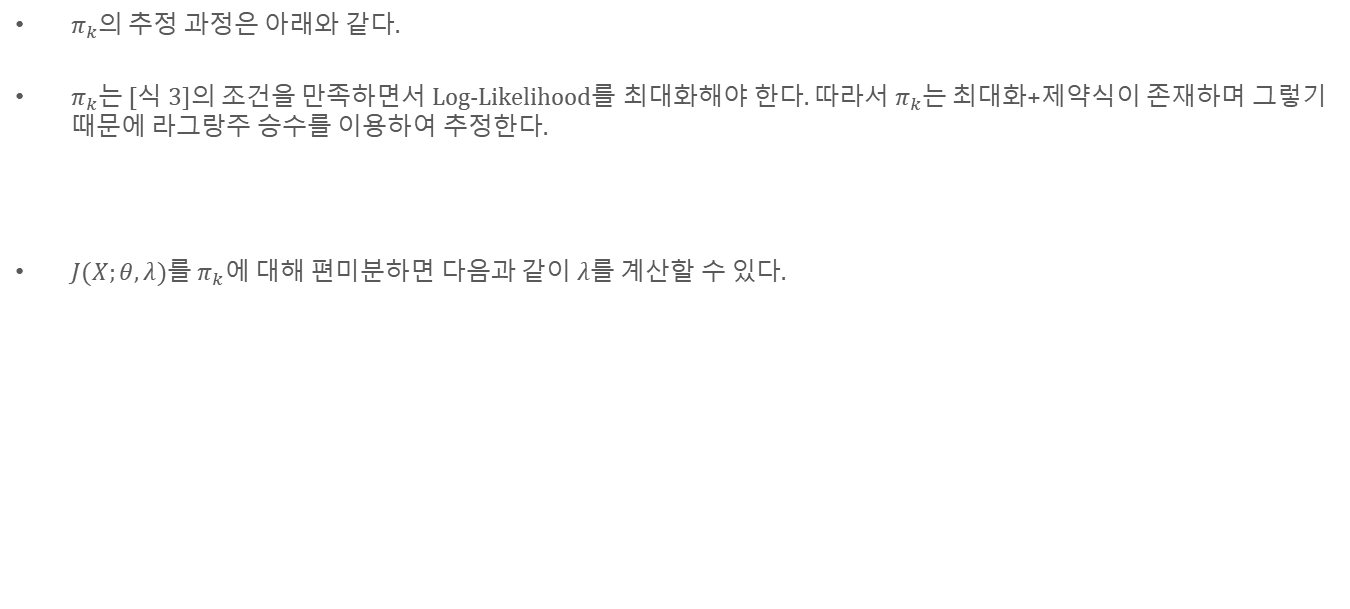 • π_k의 추정 과정은 아래와 같다.
• π_k는 [식 3]의 조건을 만족하면서 Log-Likelihood를 최대화해야 한다. 따라서 π_k는 최대화+제약식이 존재하며 그렇기
때문에 라그랑주 승수를 이용하여 추정한다.
• J(X; θ, λ)를 π_k에 대해 편미분하면 다음과 같이 λ를 계산할 수 있다.